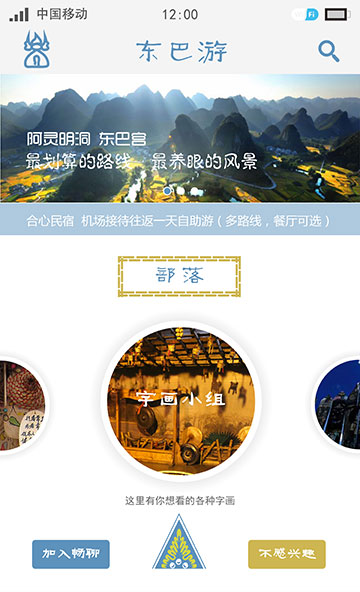 中国移动 12:00 Fi
东巴游
阿灵明洞 东巴宫
最划算的路线，最养眼的风景
合心民宿 机场接待往返一天自助游（多路线，餐厅可选）
部落
字画小组
这里有你想看的各种字画
加入畅聊
不感兴趣